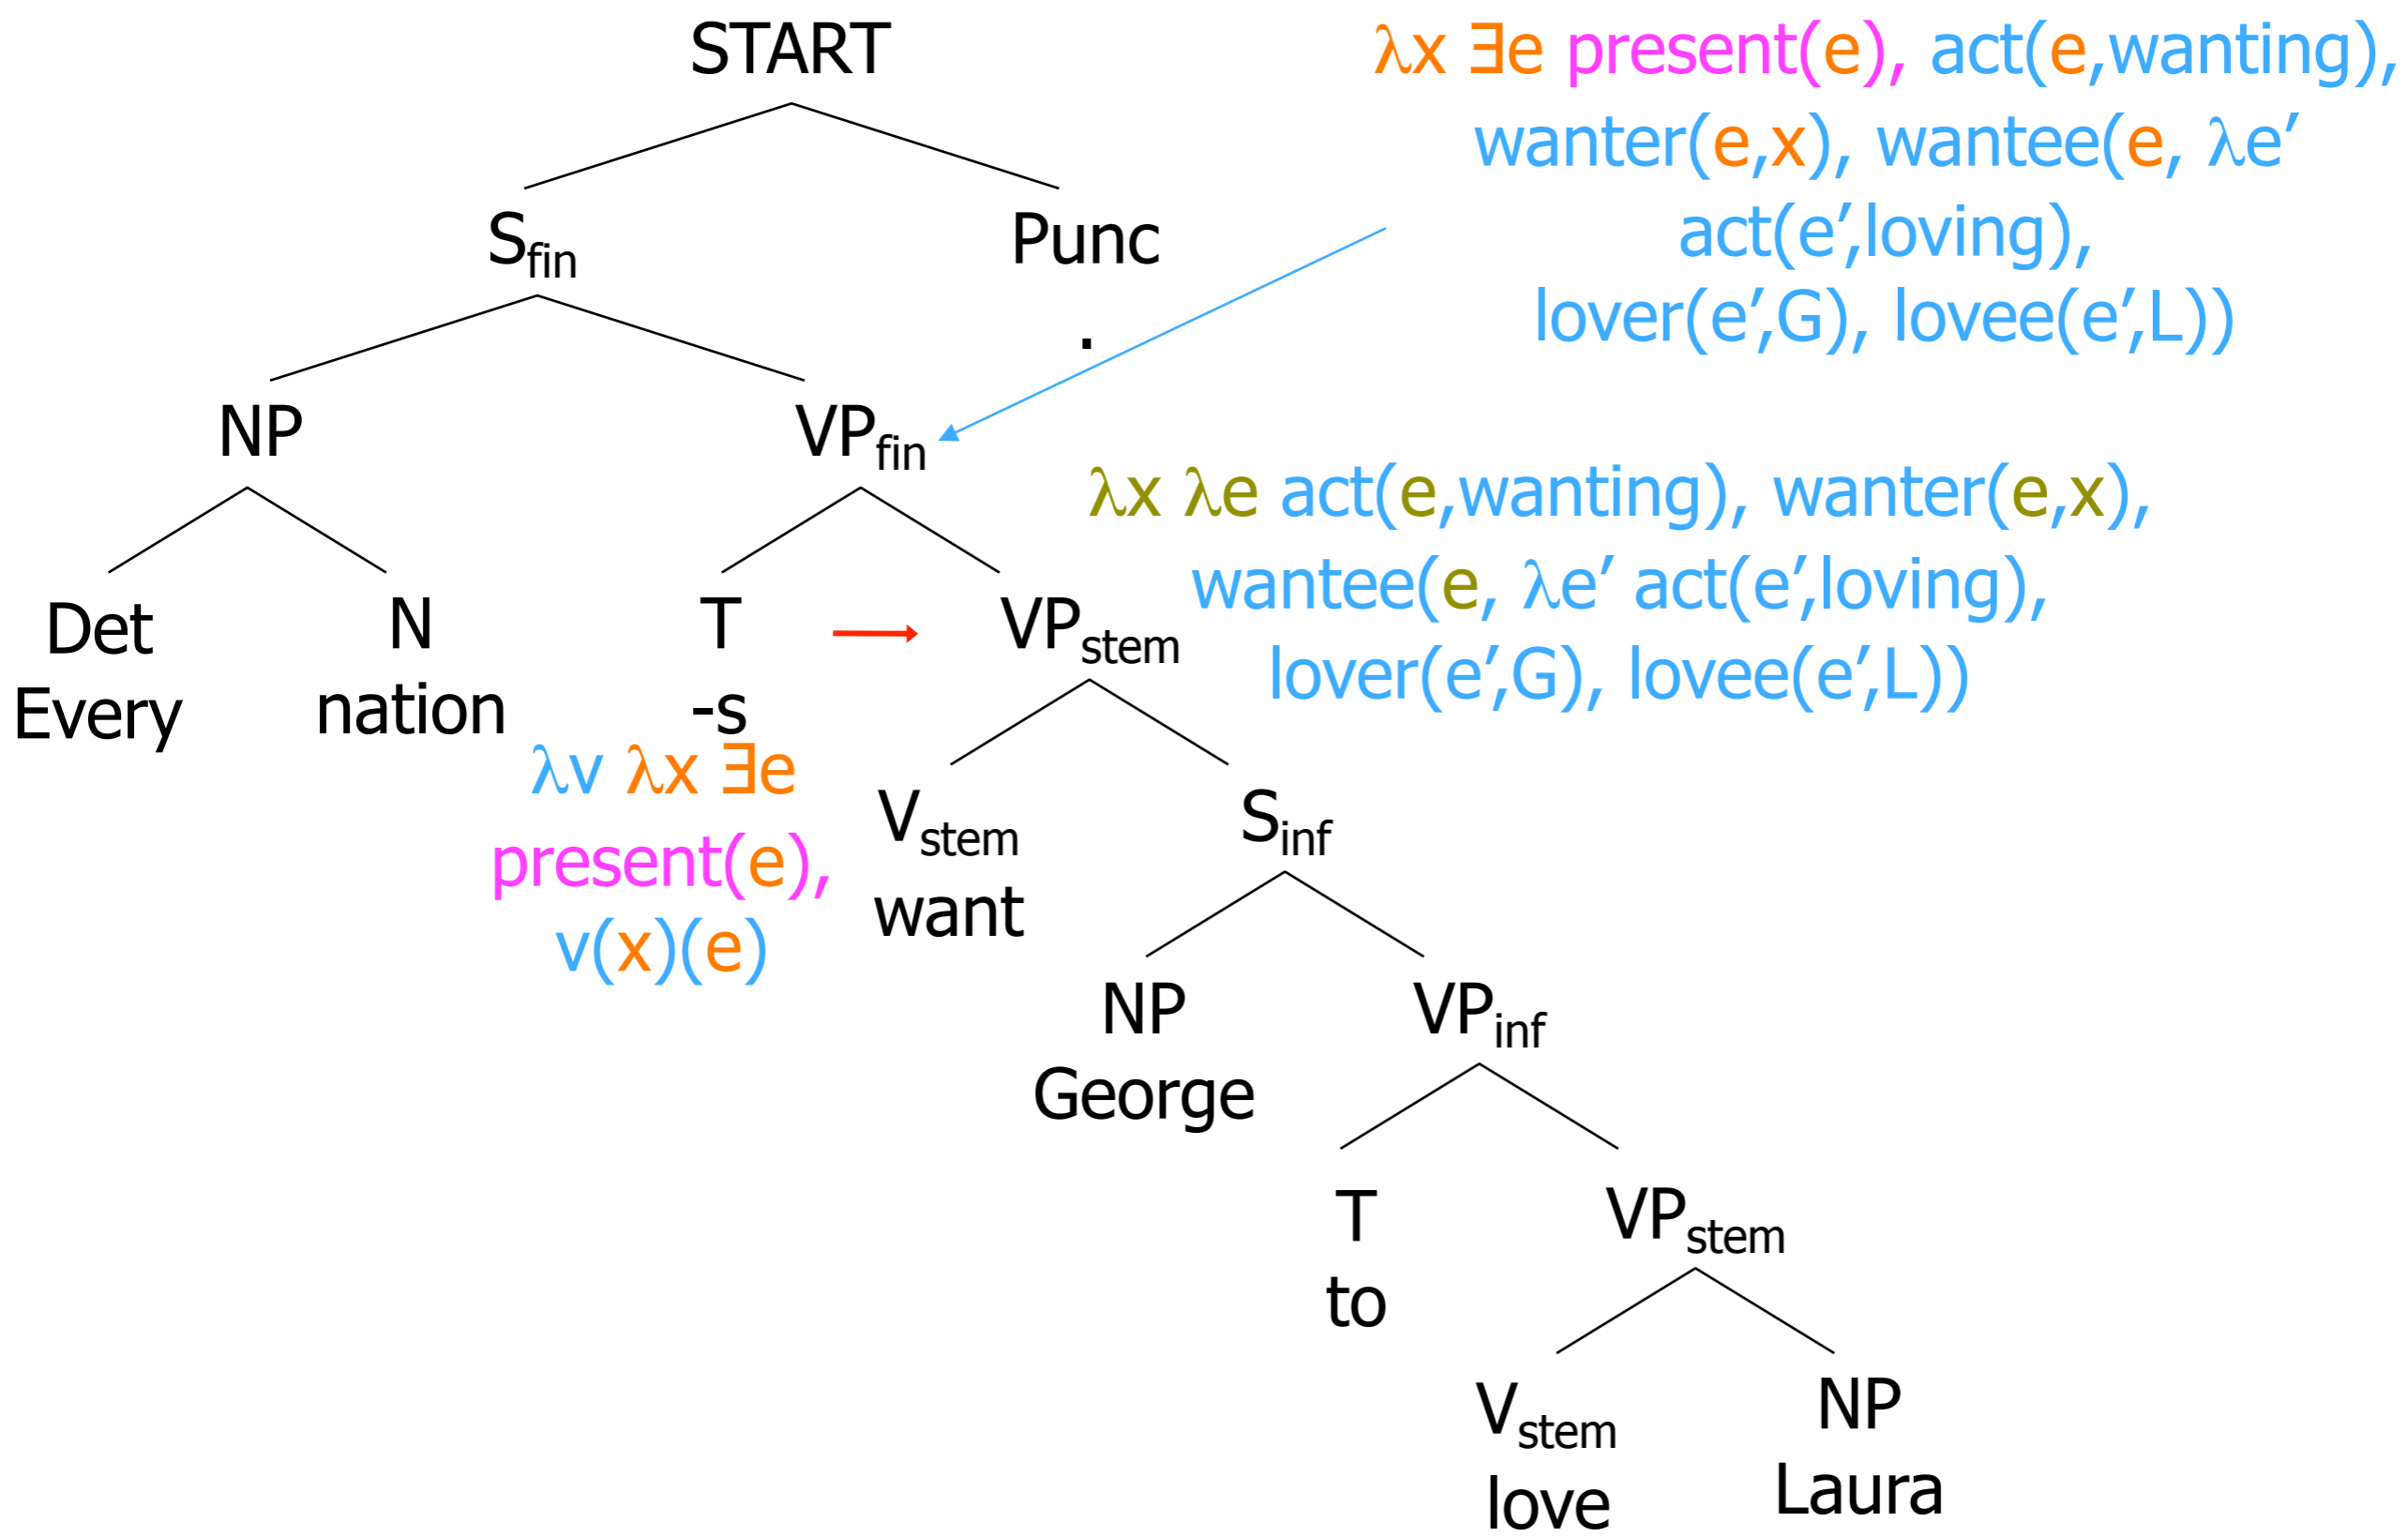 START
λx ∃e present(e), act(e,wanting),
wanter(e,x), wantee(e, λe′
act(e′,loving),
lover(e′,G), lovee(e′,L))
Sfin
Punc
.
NP
VPfin
λx λe act(e,wanting), wanter(e,x),
wantee(e, λe′ act(e′,loving),
lover(e′,G), lovee(e′,L))
Det
Every
N
nation
T
-s
VPstem
λv λx ∃e
present(e),
v(x)(e)
Vstem
want
Sinf
NP
George
VPinf
T
to
VPstem
Vstem
love
NP
Laura